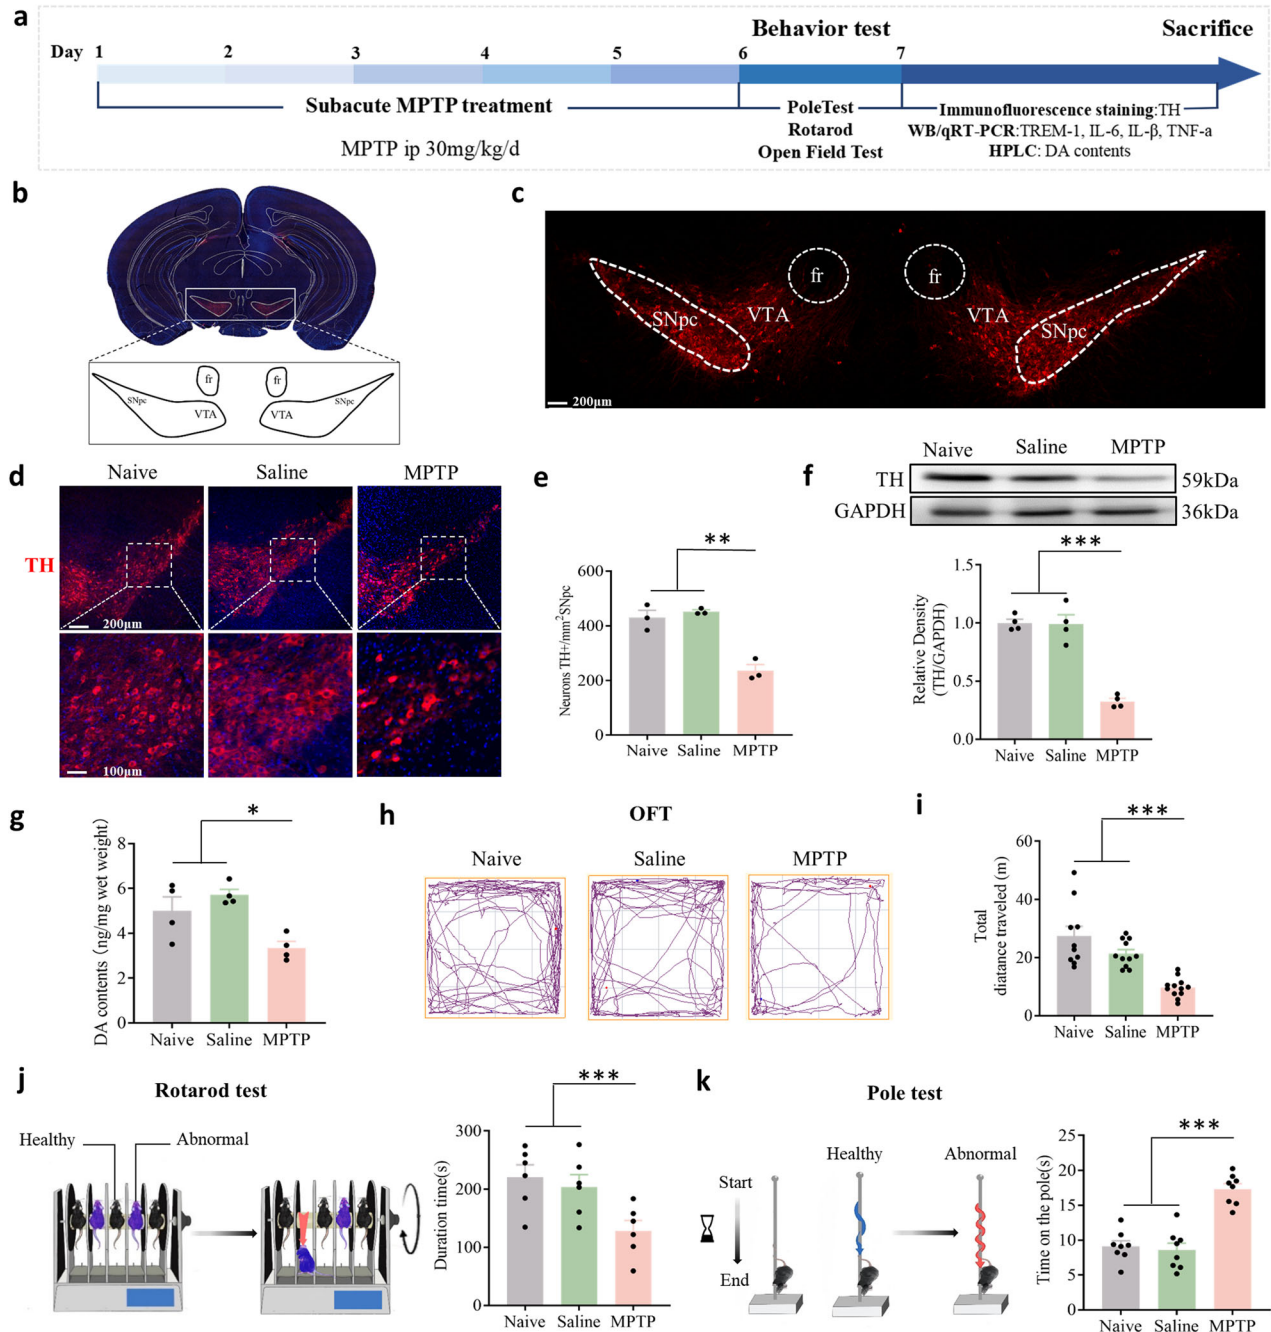 a
Behavior test
Sacrifice
Day 1 2 3 4 5 6 7
Subacute MPTP treatment
MPTP ip 30mg/kg/d
PoleTest
Rotarod
Open Field Test
Immunofluorescence staining:TH
WB/qRT-PCR:TREM-1, IL-6, IL-β, TNF-a
HPLC: DA contents
b
fr
fr
SNpc
VTA
VTA
SNpc
c
fr
fr
SNpc
VTA
VTA
SNpc
200μm
d
Naive
Saline
MPTP
TH
200μm
100μm
e
**
Neurons TH+/mm²SNpc
600
400
200
0
Naive
Saline
MPTP
f
Naive
Saline
MPTP
TH
59kDa
GAPDH
36kDa
***
Relative Density
(TH/GAPDH)
1.5
1.0
0.5
0.0
Naive
Saline
MPTP
g
*
DA contents (ng/mg wet weight)
8
6
4
2
0
Naive
Saline
MPTP
h
OFT
Naive
Saline
MPTP
i
***
Total
diatance traveled (m)
60
40
20
0
Naive
Saline
MPTP
j
Rotarod test
Healthy
Abnormal
***
Duration time(s)
300
200
100
0
Naive
Saline
MPTP
k
Pole test
Start
End
Healthy
Abnormal
***
Time on the pole(s)
25
20
15
10
5
0
Naive
Saline
MPTP